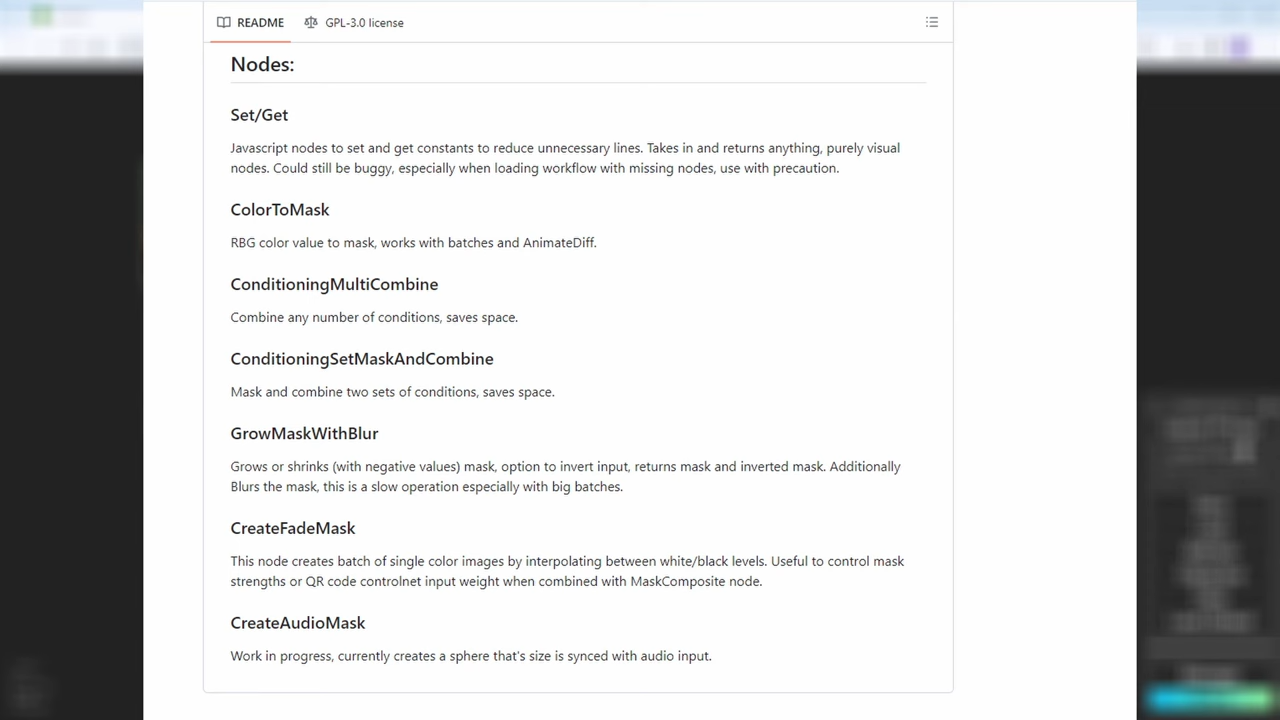 README
GPL-3.0 license
Nodes:
Set/Get
Javascript nodes to set and get constants to reduce unnecessary lines. Takes in and returns anything, purely visual
nodes. Could still be buggy, especially when loading workflow with missing nodes, use with precaution.
ColorToMask
RBG color value to mask, works with batches and AnimateDiff.
ConditioningMultiCombine
Combine any number of conditions, saves space.
ConditioningSetMaskAndCombine
Mask and combine two sets of conditions, saves space.
GrowMaskWithBlur
Grows or shrinks (with negative values) mask, option to invert input, returns mask and inverted mask. Additionally
Blurs the mask, this is a slow operation especially with big batches.
CreateFadeMask
This node creates batch of single color images by interpolating between white/black levels. Useful to control mask
strengths or QR code controlnet input weight when combined with MaskComposite node.
CreateAudioMask
Work in progress, currently creates a sphere that's size is synced with audio input.